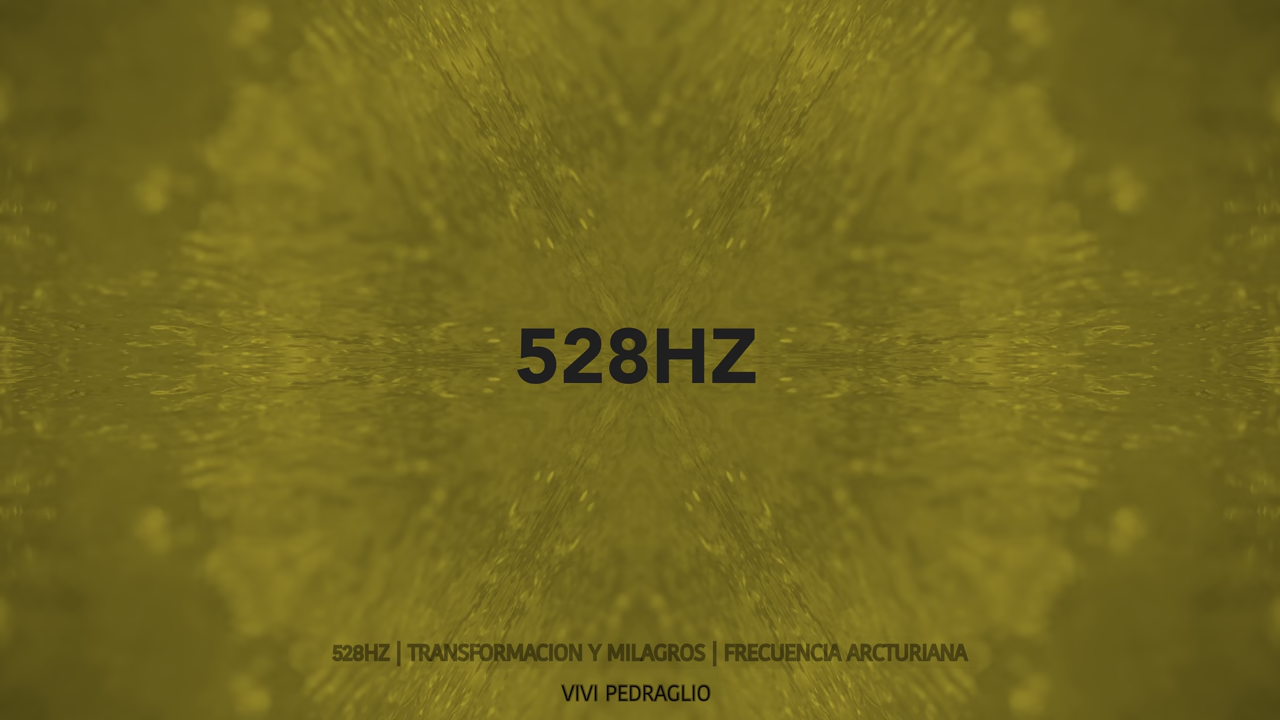 528HZ
528HZ | TRANSFORMACION Y MILAGROS | FRECUENCIA ARCTURIANA
VIVI PEDRAGLIO